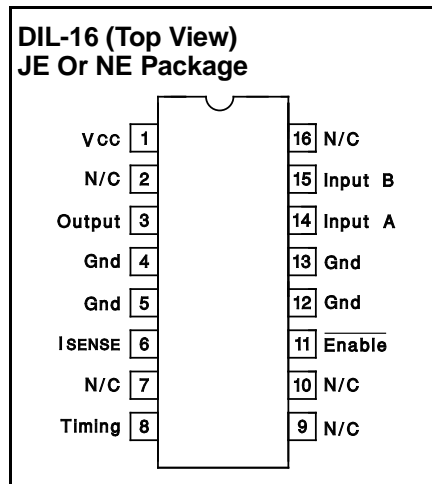 DIL-16 (Top View)
JE Or NE Package
Vcc 1 16 N/C
N/C 2 15 Input B
Output 3 14 Input A
Gnd 4 13 Gnd
Gnd 5 12 Gnd
ISENSE 6 11 Enable
N/C 7 10 N/C
Timing 8 9 N/C